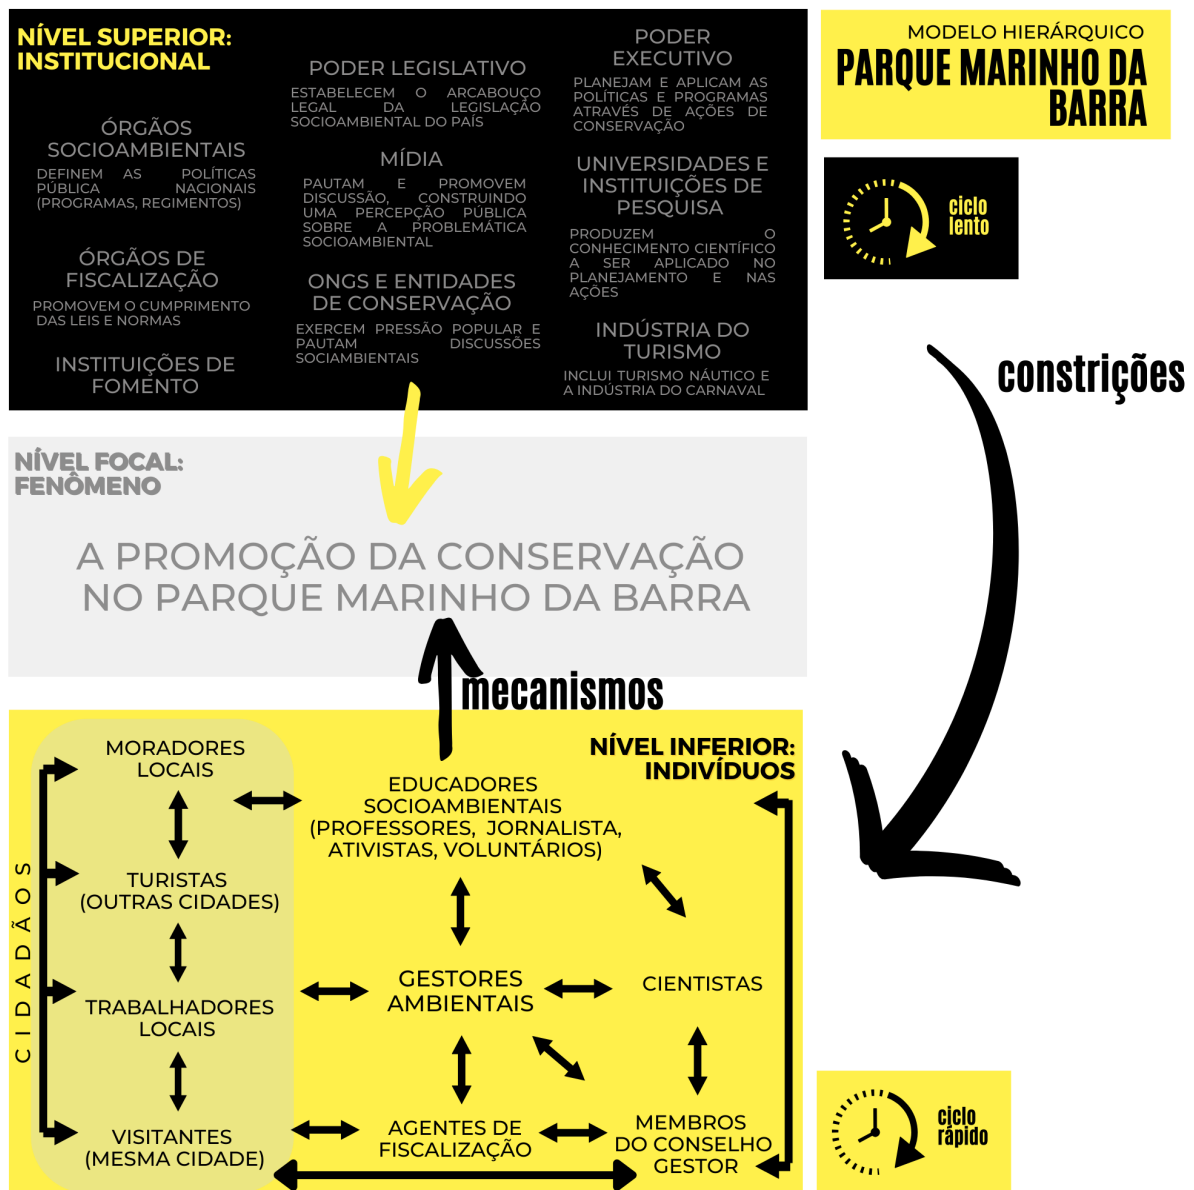 NÍVEL SUPERIOR:
INSTITUCIONAL
ÓRGÃOS
SOCIOAMBIENTAIS
DEFINEM AS POLÍTICAS
PÚBLICA NACIONAIS
(PROGRAMAS, REGIMENTOS)
ÓRGÃOS DE
FISCALIZAÇÃO
PROMOVEM O CUMPRIMENTO
DAS LEIS E NORMAS
INSTITUIÇÕES DE
FOMENTO
PODER LEGISLATIVO
ESTABELECEM O ARCABOUÇO
LEGAL DA LEGISLAÇÃO
SOCIOAMBIENTAL DO PAÍS
MÍDIA
PAUTAM E PROMOVEM
DISCUSSÃO, CONSTRUINDO
UMA PERCEPÇÃO PÚBLICA
SOBRE A PROBLEMÁTICA
SOCIOAMBIENTAL
ONGS E ENTIDADES
DE CONSERVAÇÃO
EXERCEM PRESSÃO POPULAR E
PAUTAM DISCUSSÕES
SOCIAMBIENTAIS
PODER
EXECUTIVO
PLANEJAM E APLICAM AS
POLÍTICAS E PROGRAMAS
ATRAVÉS DE AÇÕES DE
CONSERVAÇÃO
UNIVERSIDADES E
INSTITUIÇÕES DE
PESQUISA
PRODUZEM O
CONHECIMENTO CIENTÍFICO
A SER APLICADO NO
PLANEJAMENTO E NAS
AÇÕES
INDÚSTRIA DO
TURISMO
INCLUI TURISMO NÁUTICO E
A INDÚSTRIA DO CARNAVAL
MODELO HIERÁRQUICO
PARQUE MARINHO DA
BARRA
ciclo
lento
constrições
NÍVEL FOCAL:
FENÔMENO
A PROMOÇÃO DA CONSERVAÇÃO
NO PARQUE MARINHO DA BARRA
mecanismos
NÍVEL INFERIOR:
INDIVÍDUOS
CIDADÃOS
MORADORES
LOCAIS
TURISTAS
(OUTRAS CIDADES)
TRABALHADORES
LOCAIS
VISITANTES
(MESMA CIDADE)
EDUCADORES
SOCIOAMBIENTAIS
(PROFESSORES, JORNALISTA,
ATIVISTAS, VOLUNTÁRIOS)
GESTORES
AMBIENTAIS
CIENTISTAS
AGENTES DE
FISCALIZAÇÃO
MEMBROS
DO CONSELHO
GESTOR
ciclo
rápido